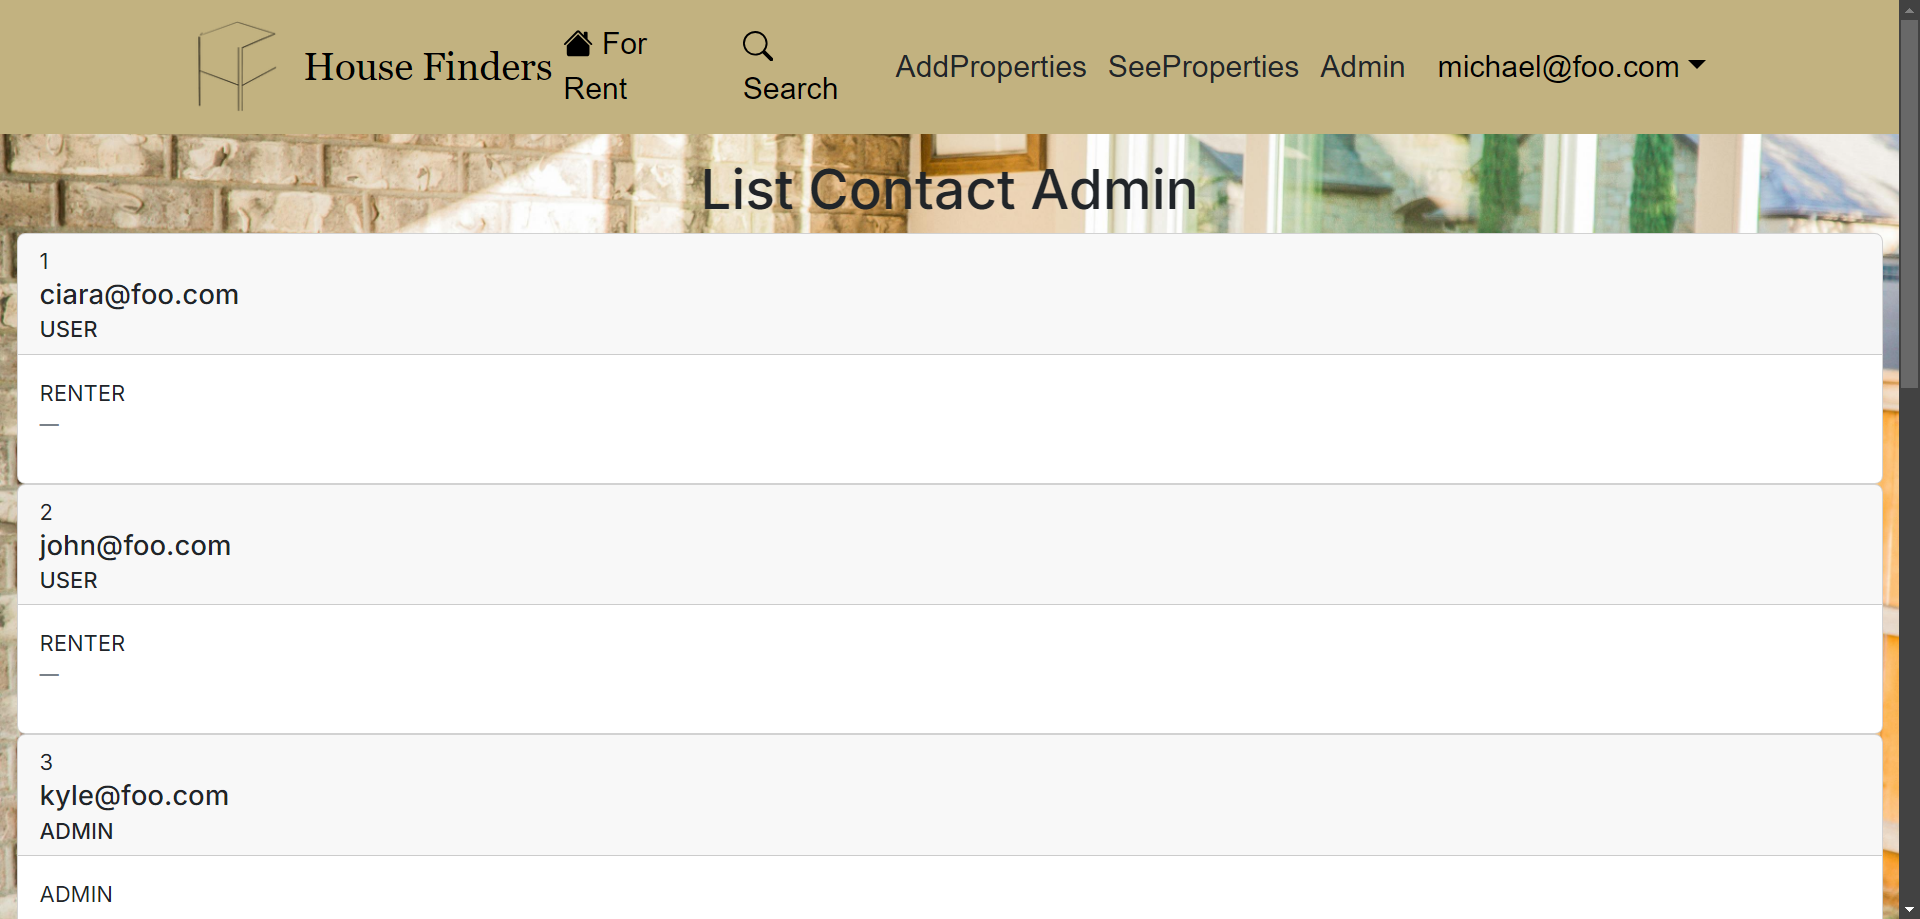 House Finders
For
Rent
Search
AddProperties
SeeProperties
Admin
michael@foo.com
List Contact Admin
1
ciara@foo.com
USER
RENTER
—
2
john@foo.com
USER
RENTER
—
3
kyle@foo.com
ADMIN
ADMIN